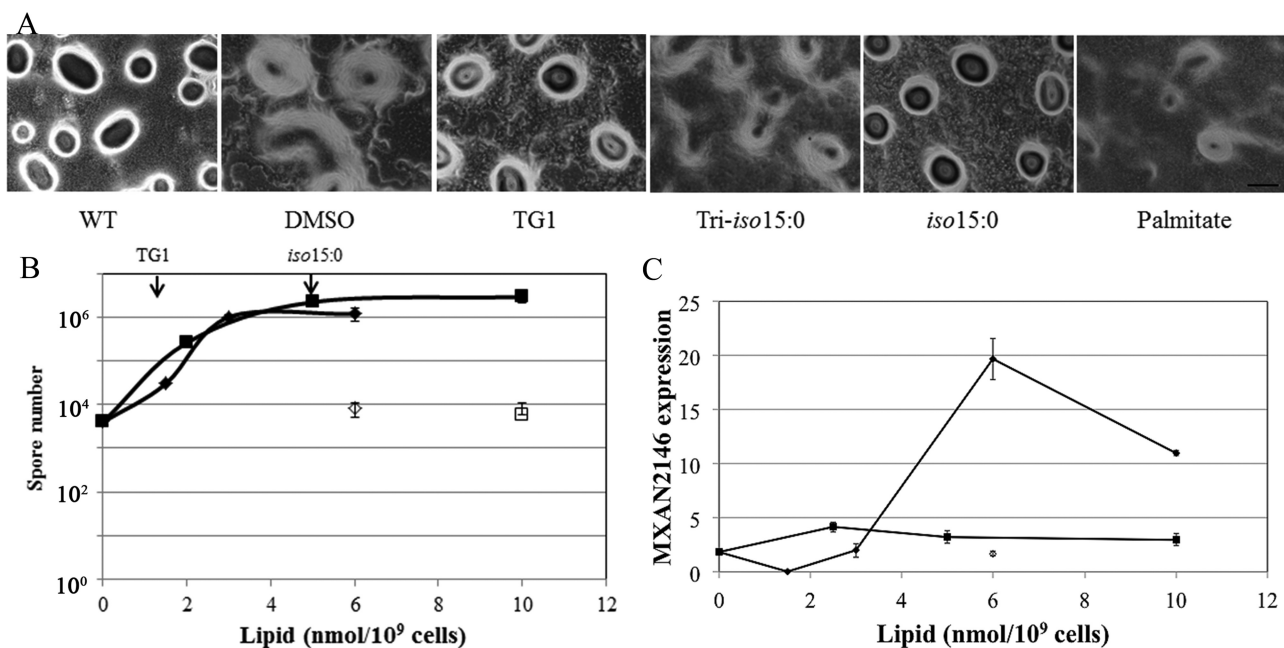 A
WT DMSO TG1 Tri-iso15:0 iso15:0 Palmitate
B
TG1 iso15:0
Spore number
10⁶
10⁴
10²
10⁰
0 2 4 6 8 10 12
Lipid (nmol/10⁹ cells)
C
MXAN2146 expression
25
20
15
10
5
0
0 2 4 6 8 10 12
Lipid (nmol/10⁹ cells)